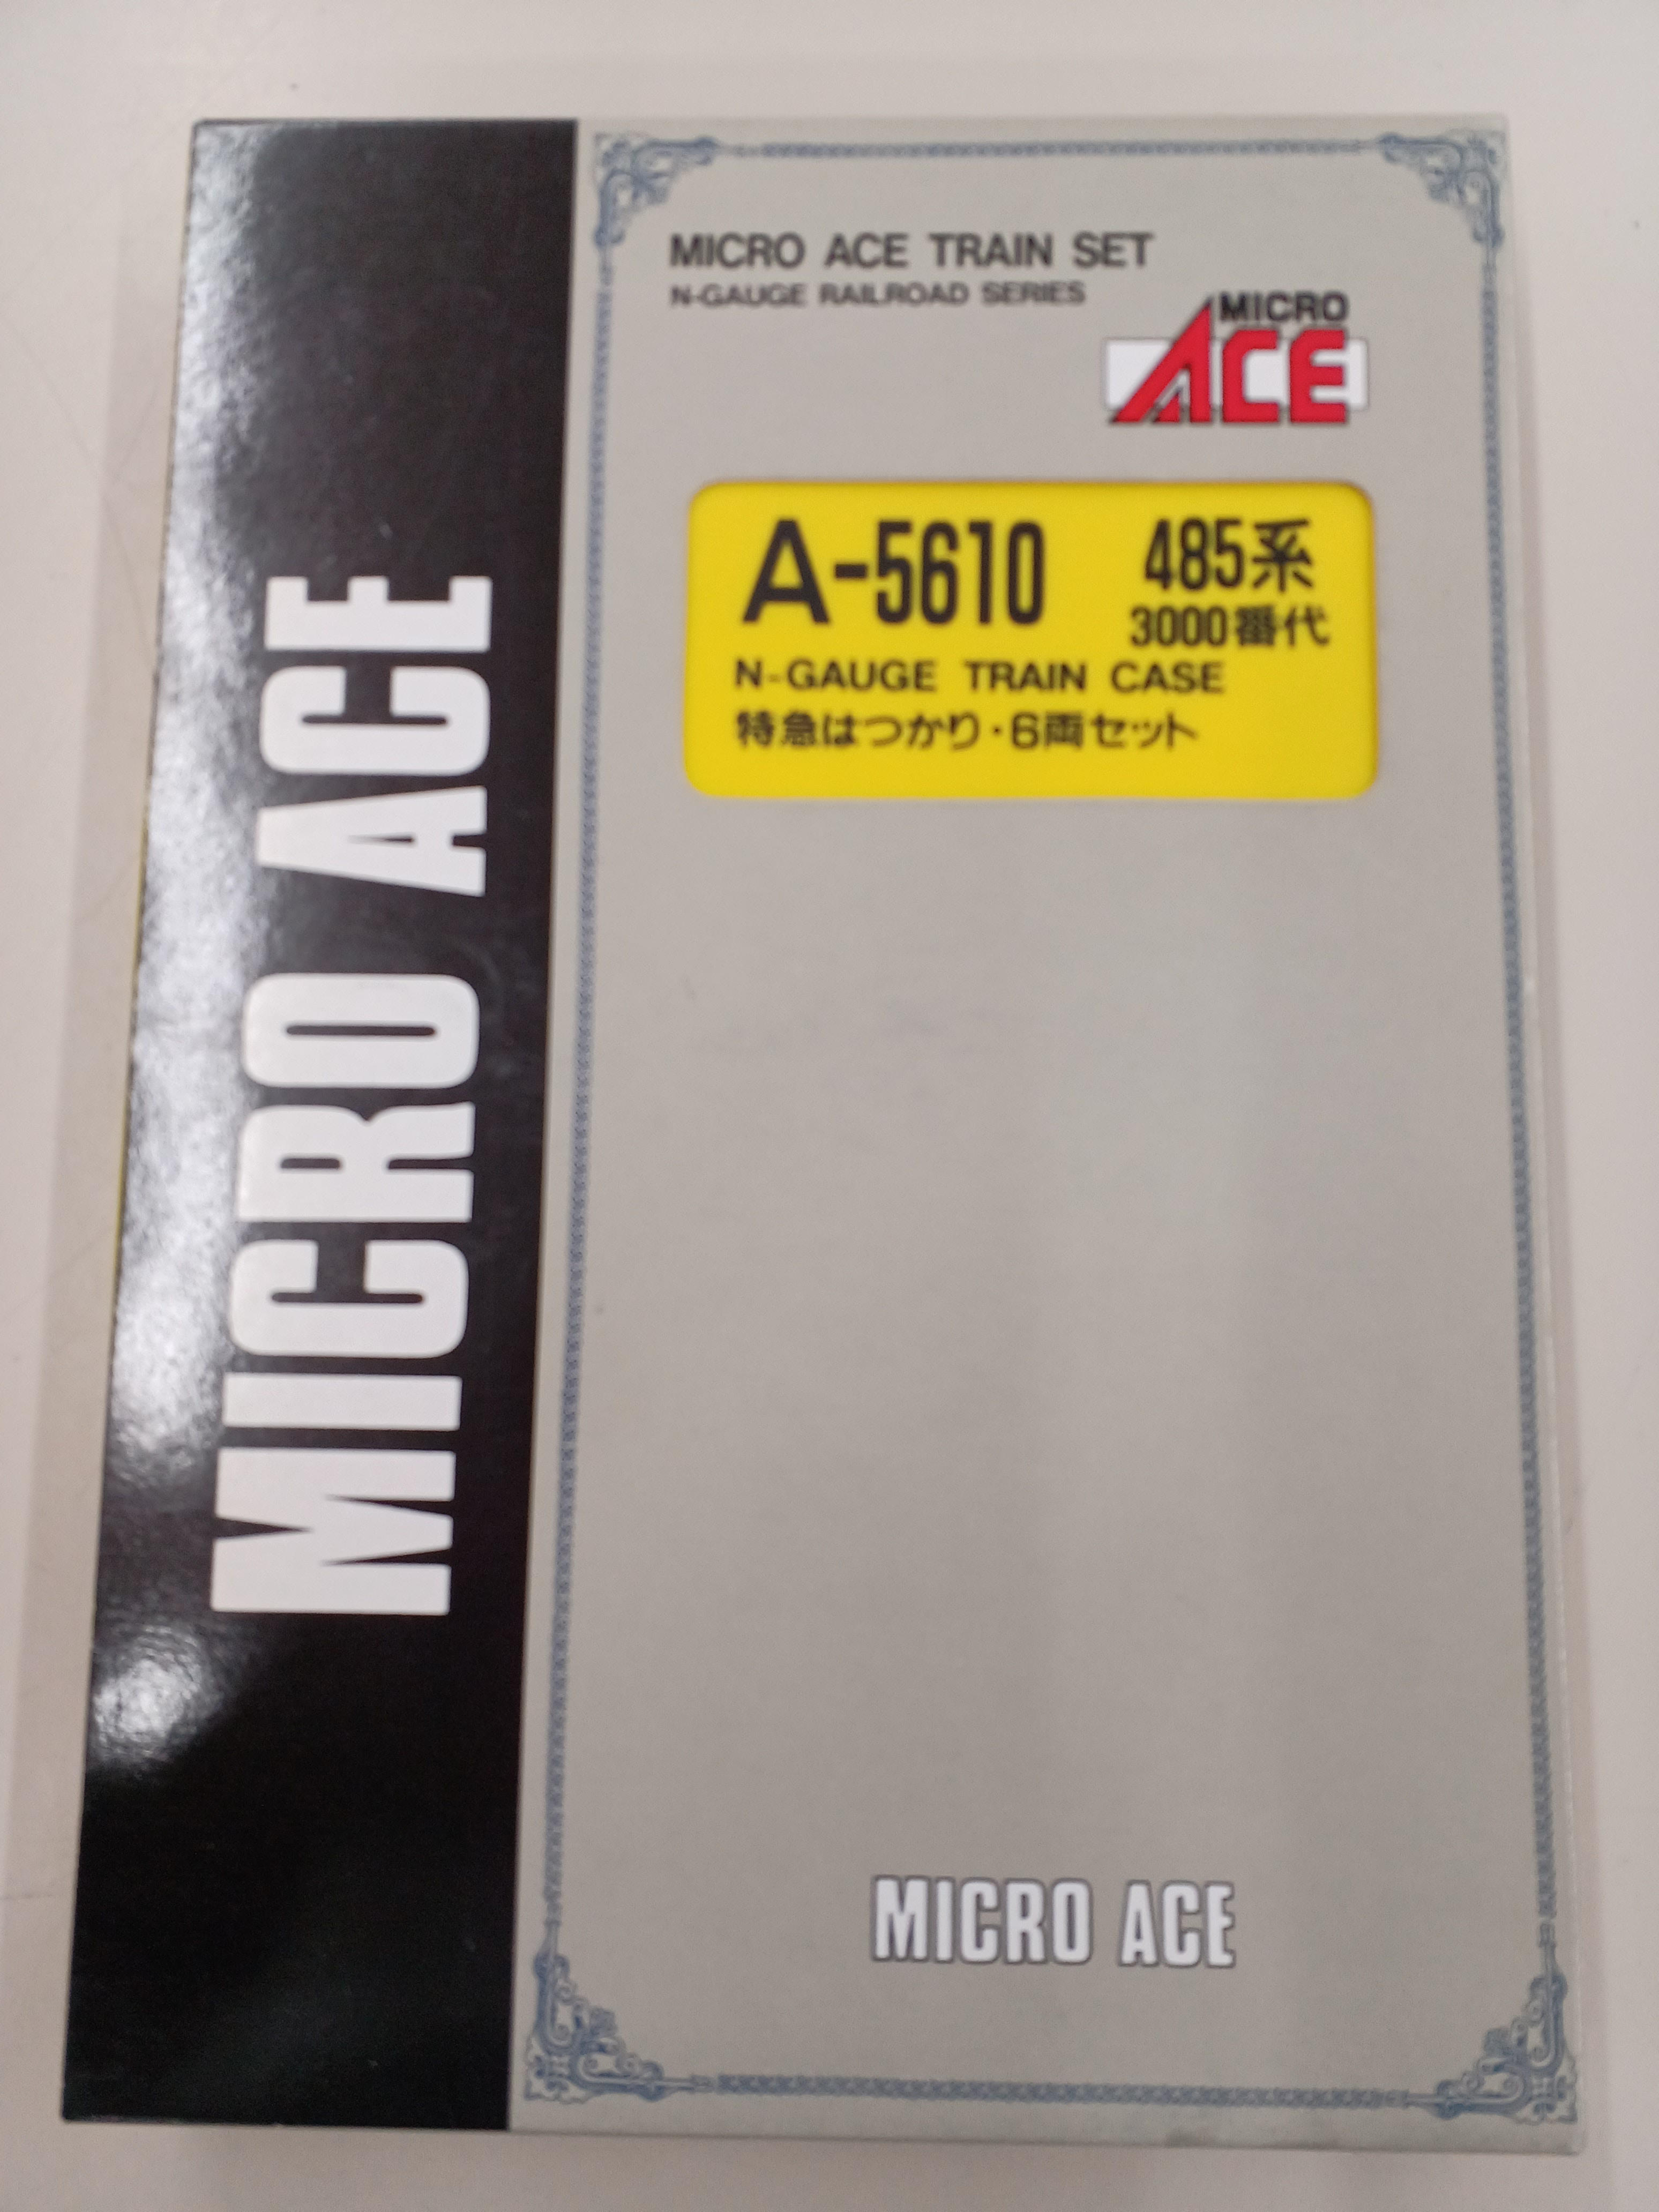 MICRO ACE
MICRO ACE TRAIN SET
N-GAUGE RAILROAD SERIES
MICRO
ACE
A-5610 485系
3000番代
N-GAUGE TRAIN CASE
特急はつかり・6両セット
MICRO ACE